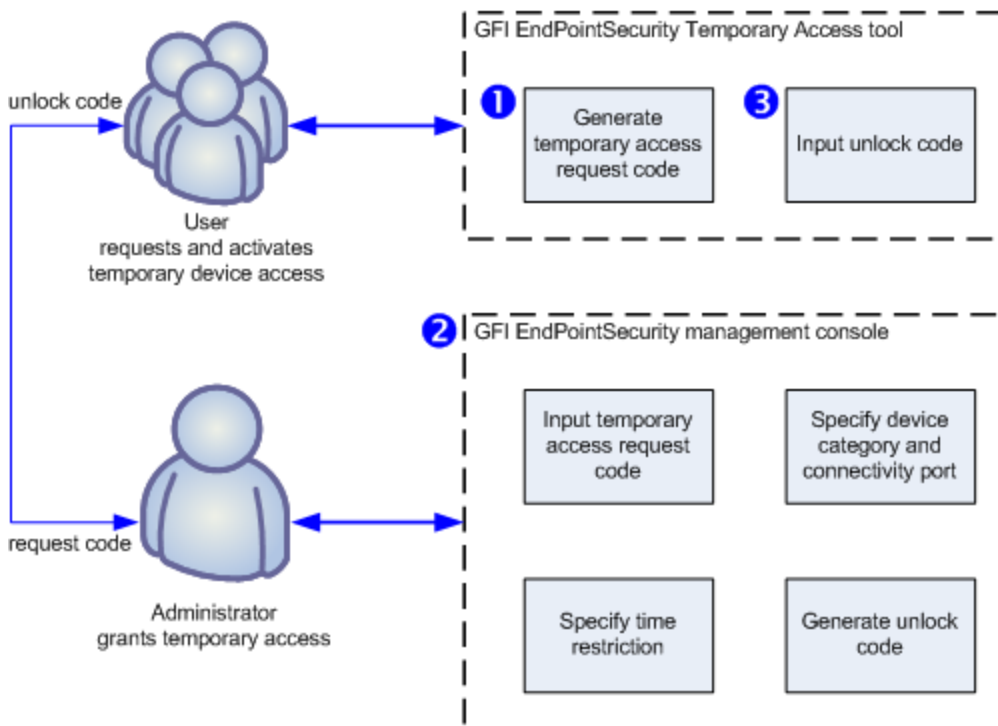 GFI EndPointSecurity Temporary Access tool
unlock code
1
Generate
temporary access
request code
3
Input unlock code
User
requests and activates
temporary device access
2
GFI EndPointSecurity management console
Input temporary
access request
code
Specify device
category and
connectivity port
request code
Administrator
grants temporary access
Specify time
restriction
Generate unlock
code